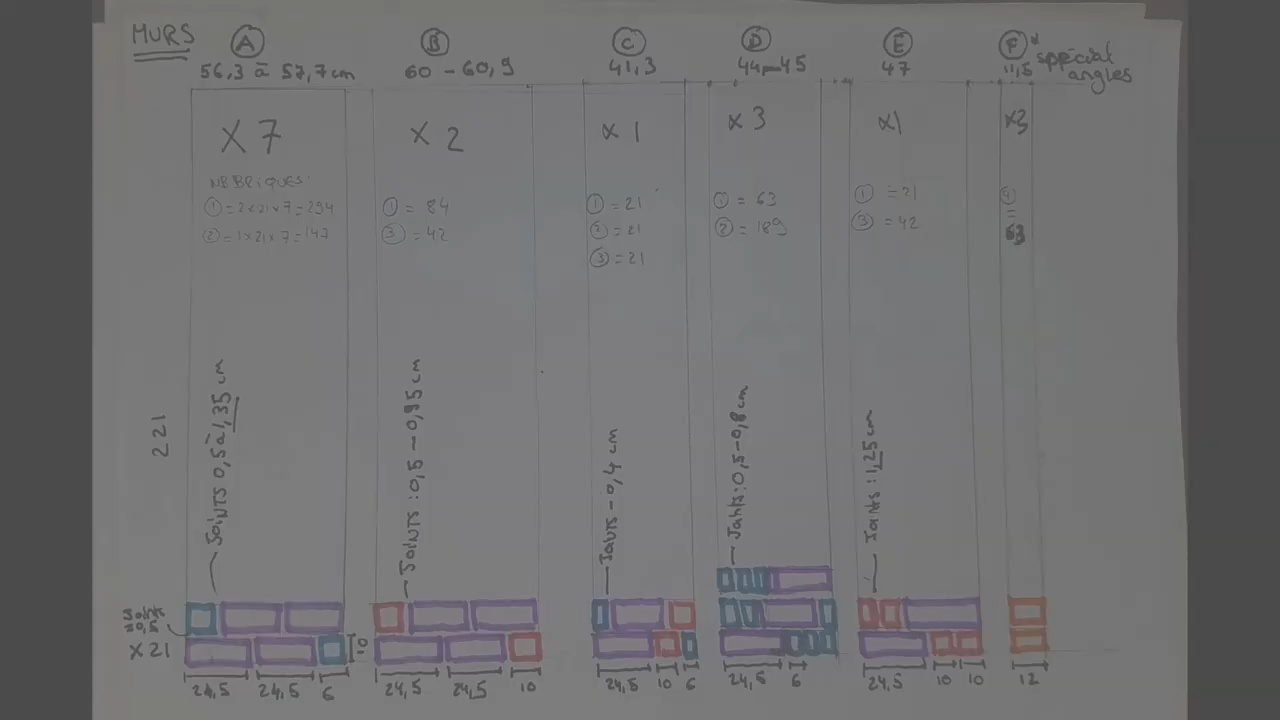 MURS
A B C D E F spécial
56,3 à 57,7 cm 60 - 60,9 41,3 44 45 47 11,5 angles
X 7 X 2 X 1 X 3 X1 X3
NB BRIQUES:
① = 2x21x7 = 294 ① = 84 ① = 21 ① = 63 ① = 21 ④
② = 1x21x7 = 147 ③ = 42 ② = 21 ② = 189 ③ = 42 =
③ = 21 63
221
JOINTS 0,5 à 1,35 cm
JOINTS : 0,5 - 0,95 cm
Joints - 0,4 cm
Joints : 0,5 - 0,8 cm
Joints : 1,25 cm
Joints
= 0,5
X 21 10
24,5 24,5 6 24,5 24,5 10 24,5 10 6 24,5 6 24,5 10 10 12